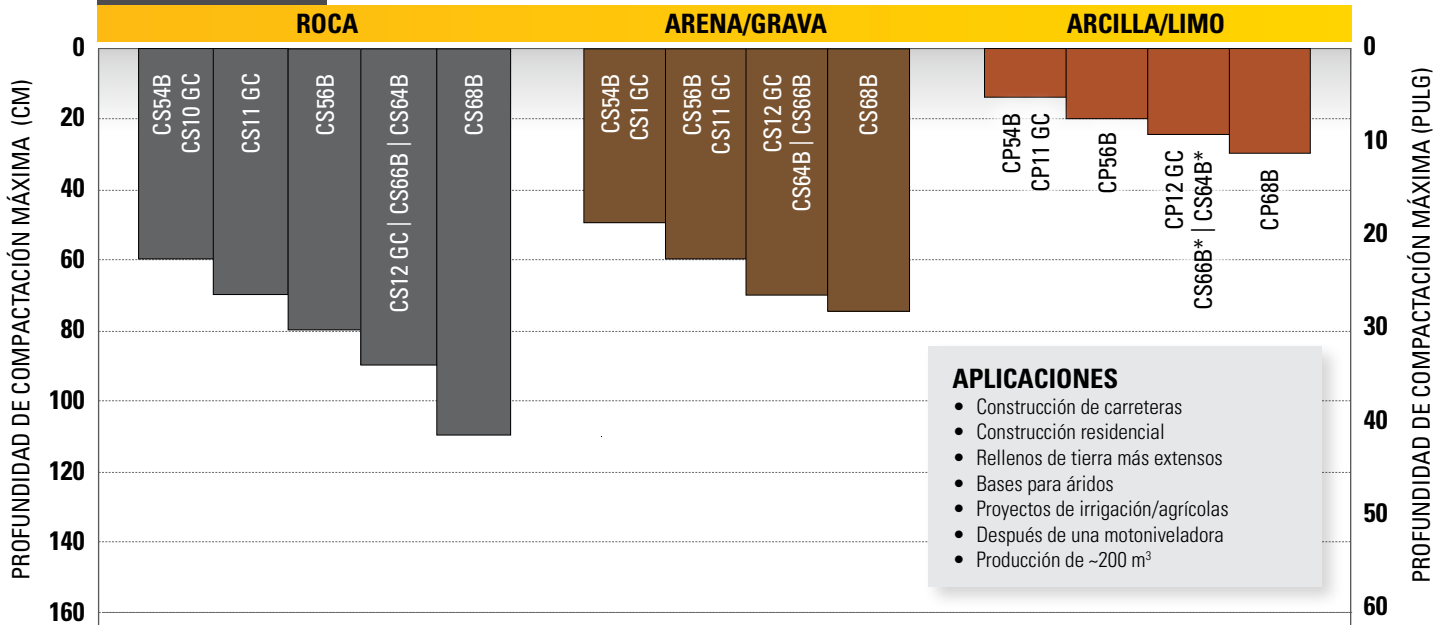 ROCA
ARENA/GRAVA
ARCILLA/LIMO
PROFUNDIDAD DE COMPACTACIÓN MÁXIMA (CM)
0
20
40
60
80
100
120
140
160
CS54B
CS10 GC
CS11 GC
CS56B
CS12 GC | CS66B | CS64B
CS68B
CS54B
CS1 GC
CS56B
CS11 GC
CS12 GC
CS64B | CS66B
CS68B
CP54B
CP11 GC
CP56B
CP12 GC
CS66B* | CS64B*
CP68B
0
10
20
30
40
50
60
PROFUNDIDAD DE COMPACTACIÓN MÁXIMA (PULG)
APLICACIONES
• Construcción de carreteras
• Construcción residencial
• Rellenos de tierra más extensos
• Bases para áridos
• Proyectos de irrigación/agrícolas
• Después de una motoniveladora
• Producción de ~200 m³